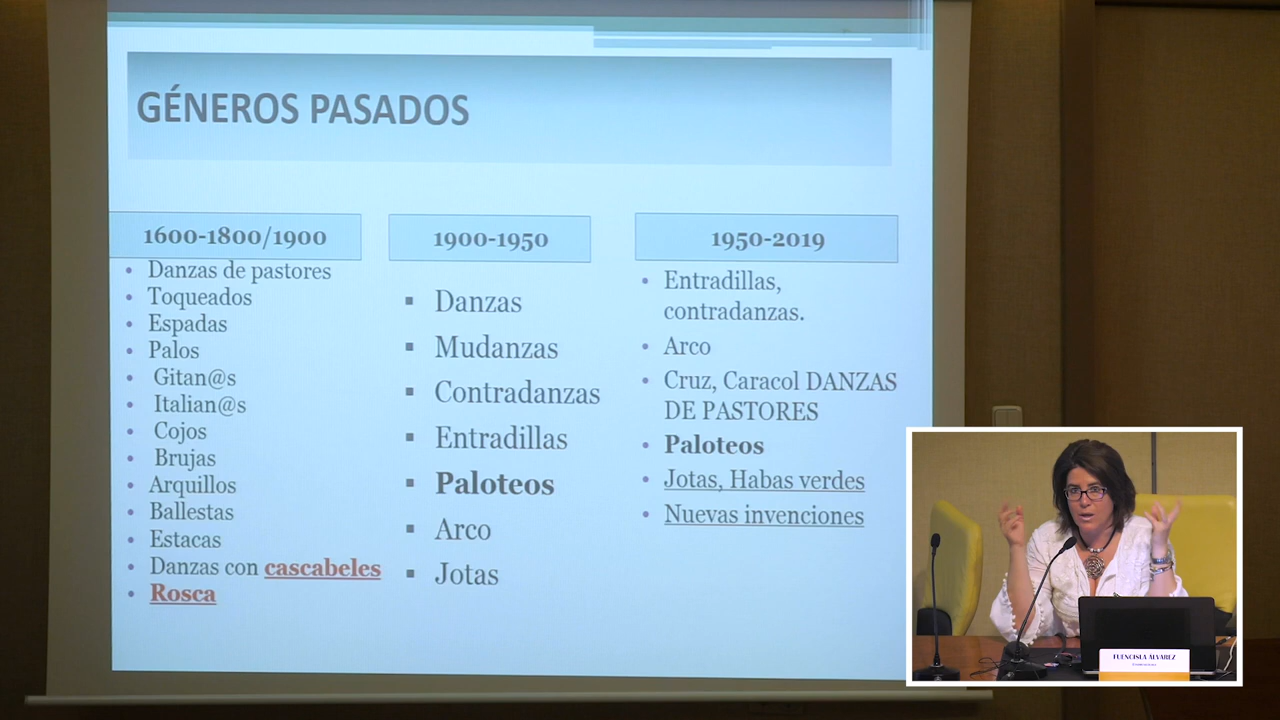 GÉNEROS PASADOS
1600-1800/1900
Danzas de pastores
Toqueados
Espadas
Palos
Gitan@s
Italian@s
Cojos
Brujas
Arquillos
Ballestas
Estacas
Danzas con cascabeles
Rosca
1900-1950
Danzas
Mudanzas
Contradanzas
Entradillas
Paloteos
Arco
Jotas
1950-2019
Entradillas,
contradanzas.
Arco
Cruz, Caracol DANZAS
DE PASTORES
Paloteos
Jotas, Habas verdes
Nuevas invenciones
FUENCISLA ÁLVAREZ